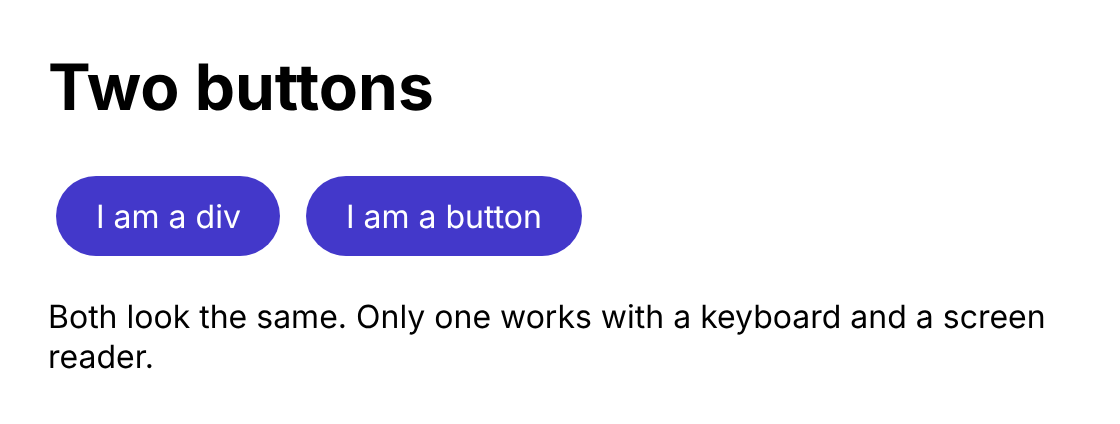 Two buttons
I am a div
I am a button
Both look the same. Only one works with a keyboard and a screen
reader.